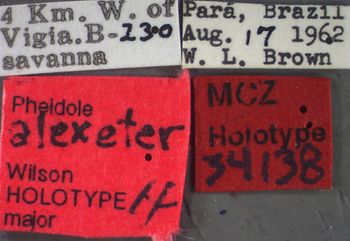 4 Km. W. of
Vigia.B-230
savanna
Pará, Brazil
Aug. 17 1962
W. L. Brown
Pheidole
alexeter
Wilson
HOLOTYPE
major
MCZ
Holotype
34138